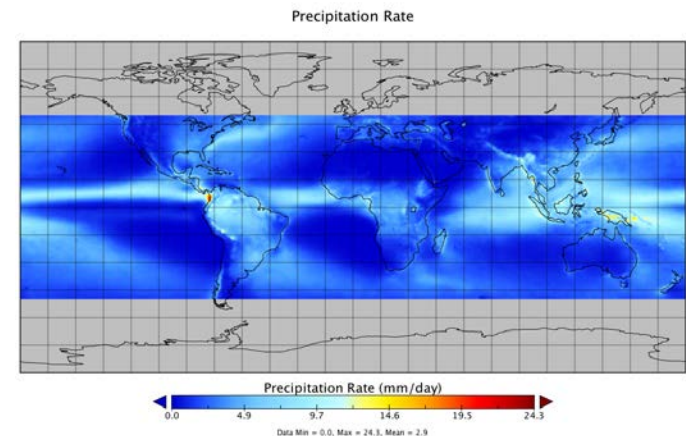 Precipitation Rate
Precipitation Rate (mm/day)
0.0 4.9 9.7 14.6 19.5 24.3
Data Min = 0.0, Max = 24.3, Mean = 2.9